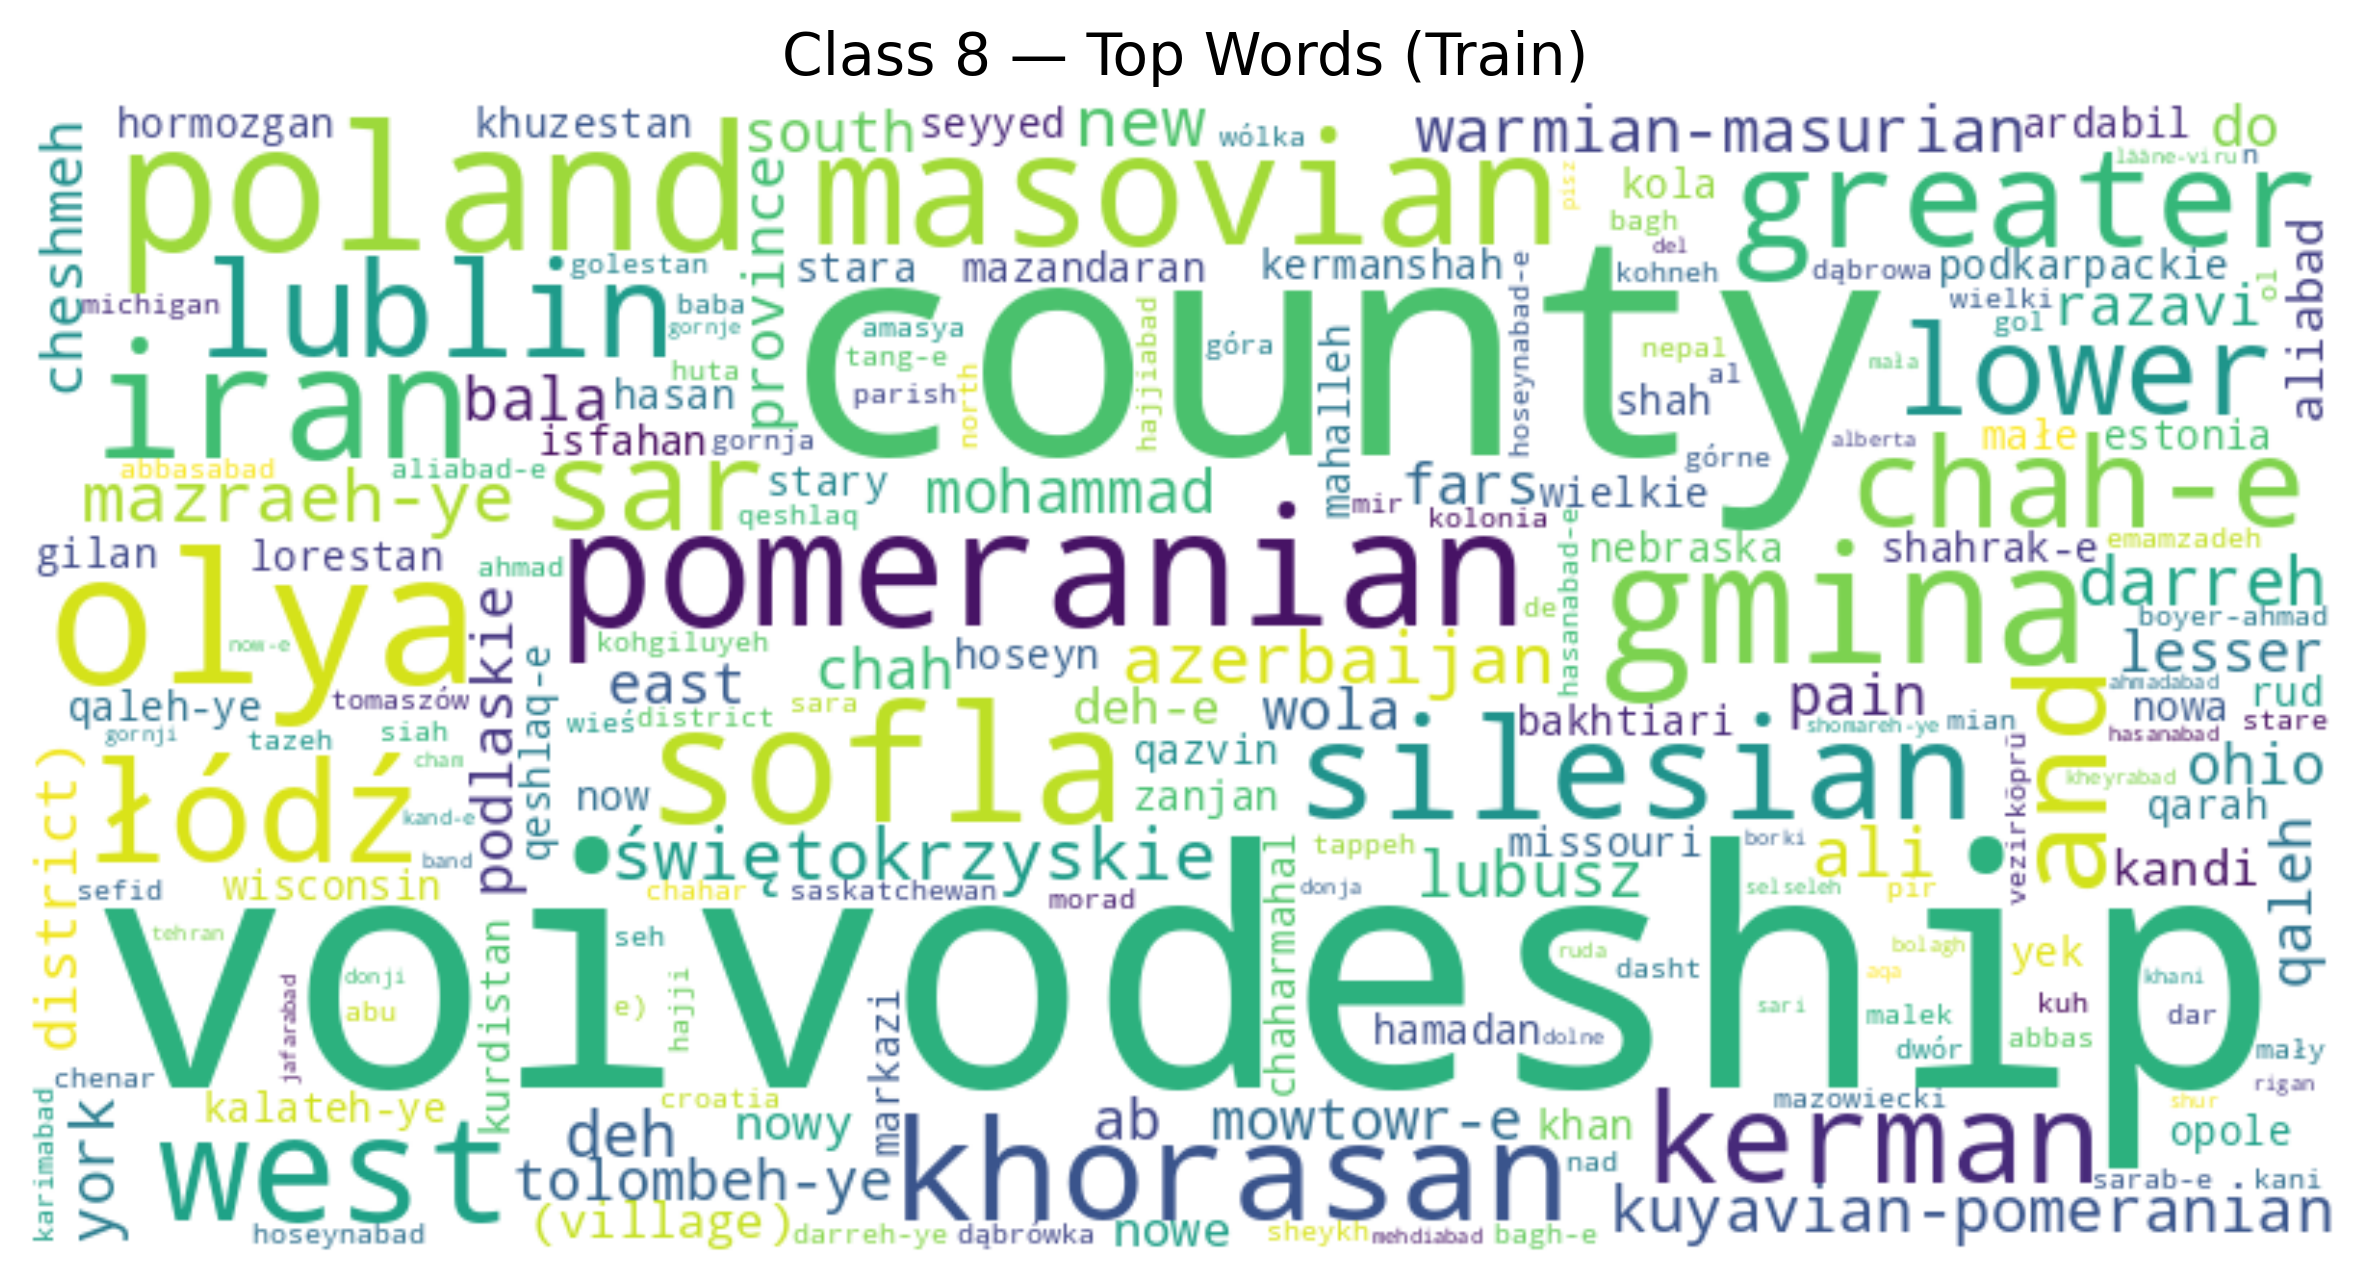 Class 8 — Top Words (Train)
hormozgan
khuzestan
south
seyyed
new
wólka
warmian-masurian
ardabil
do
cheshmeh
poland
province
masovian
pisz
kola
greater
lääne-viru
n
bagh
del
aliabad
lublin
golestan
stara
mazandaran
kermanshah
hoseynabad-e
kohneh
dąbrowa
podkarpackie
ol
michigan
baba
gornje
county
amasya
hajjiabad
góra
mahalleh
wielki
razavi
gol
iran
huta
tang-e
north
nepal
mała
lower
bala
hasan
parish
shah
al
isfahan
gornja
alberta
małe
estonia
abbasabad
aliabad-e
sar
stary
mohammad
mir
fars
wielkie
górne
chah-e
mazraeh-ye
qeshlaq
kolonia
hasanabad-e
gilan
lorestan
ahmad
pomeranian
nebraska
shahrak-e
emamzadeh
olya
now-e
podlaskie
qeshlaq-e
kohgiluyeh
de
gmina
darreh
boyer-ahmad
east
chah
hoseyn
azerbaijan
lesser
qaleh-ye
tomaszów
sara
deh-e
wola
pain
and
ahmadabad
rud
gornji
tazeh
siah
wieś
district
bakhtiari
shomareh-ye
mian
nowa
stare
hasanabad
district)
łódź
cham
sofla
qazvin
silesian
vezirköprü
kheyrabad
ohio
now
zanjan
qarah
kand-e
band
świętokrzyskie
chaharmahal
tappeh
missouri
borki
ali
kandi
qaleh
sefid
wisconsin
chahar
saskatchewan
morad
donja
lubusz
selseleh
pir
voivodeship
tehran
kurdistan
seh
hajji
ruda
dasht
bolagh
aqa
yek
donji
abu
jafarabad
e)
markazi
sari
malek
kuh
khani
dar
hamadan
dolne
dwór
abbas
mały
rigan
chenar
karimabad
york
kalateh-ye
croatia
mazowiecki
shur
west
deh
nowy
ab
mowtowr-e
khan
kerman
opole
tolombeh-ye
khorasan
nad
sarab-e
.
kani
hoseynabad
(village)
darreh-ye
dąbrówka
nowe
sheykh
mehdiabad
bagh-e
kuyavian-pomeranian